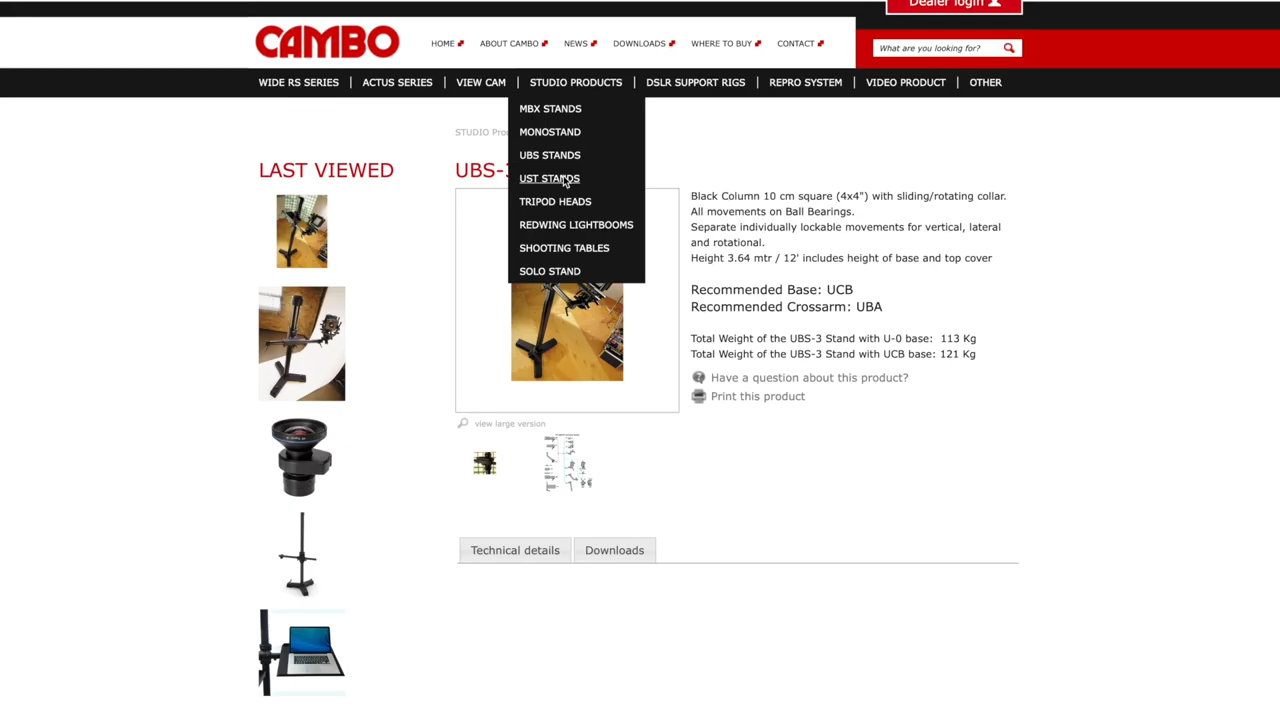 Dealer login
CAMBO
HOME
ABOUT CAMBO
NEWS
DOWNLOADS
WHERE TO BUY
CONTACT
What are you looking for?
WIDE RS SERIES | ACTUS SERIES | VIEW CAM | STUDIO PRODUCTS | DSLR SUPPORT RIGS | REPRO SYSTEM | VIDEO PRODUCT | OTHER
MBX STANDS
MONOSTAND
UBS STANDS
UST STANDS
TRIPOD HEADS
REDWING LIGHTBOOMS
SHOOTING TABLES
SOLO STAND
STUDIO
LAST VIEWED
UBS-3
Black Column 10 cm square (4x4") with sliding/rotating collar.
All movements on Ball Bearings.
Separate individually lockable movements for vertical, lateral
and rotational.
Height 3.64 mtr / 12' includes height of base and top cover
Recommended Base: UCB
Recommended Crossarm: UBA
Total Weight of the UBS-3 Stand with U-0 base: 113 Kg
Total Weight of the UBS-3 Stand with UCB base: 121 Kg
Have a question about this product?
Print this product
view large version
Technical details
Downloads